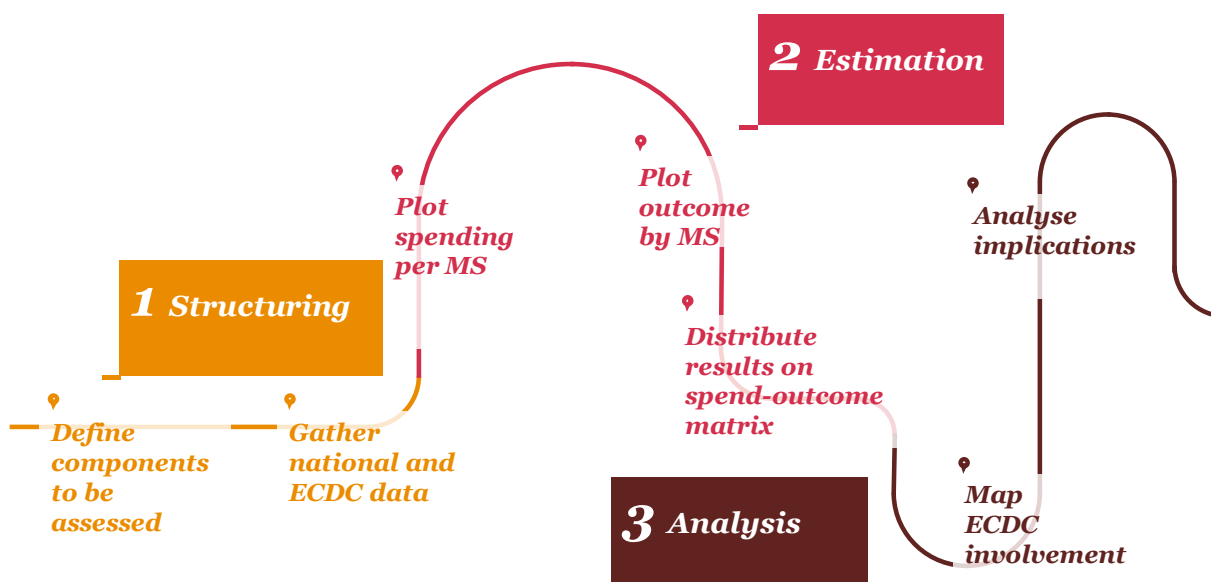 1 Structuring
Define
components
to be
assessed
Gather
national and
ECDC data
2 Estimation
Plot
spending
per MS
Plot
outcome
by MS
Distribute
results on
spend-outcome
matrix
3 Analysis
Map
ECDC
involvement
Analyse
implications